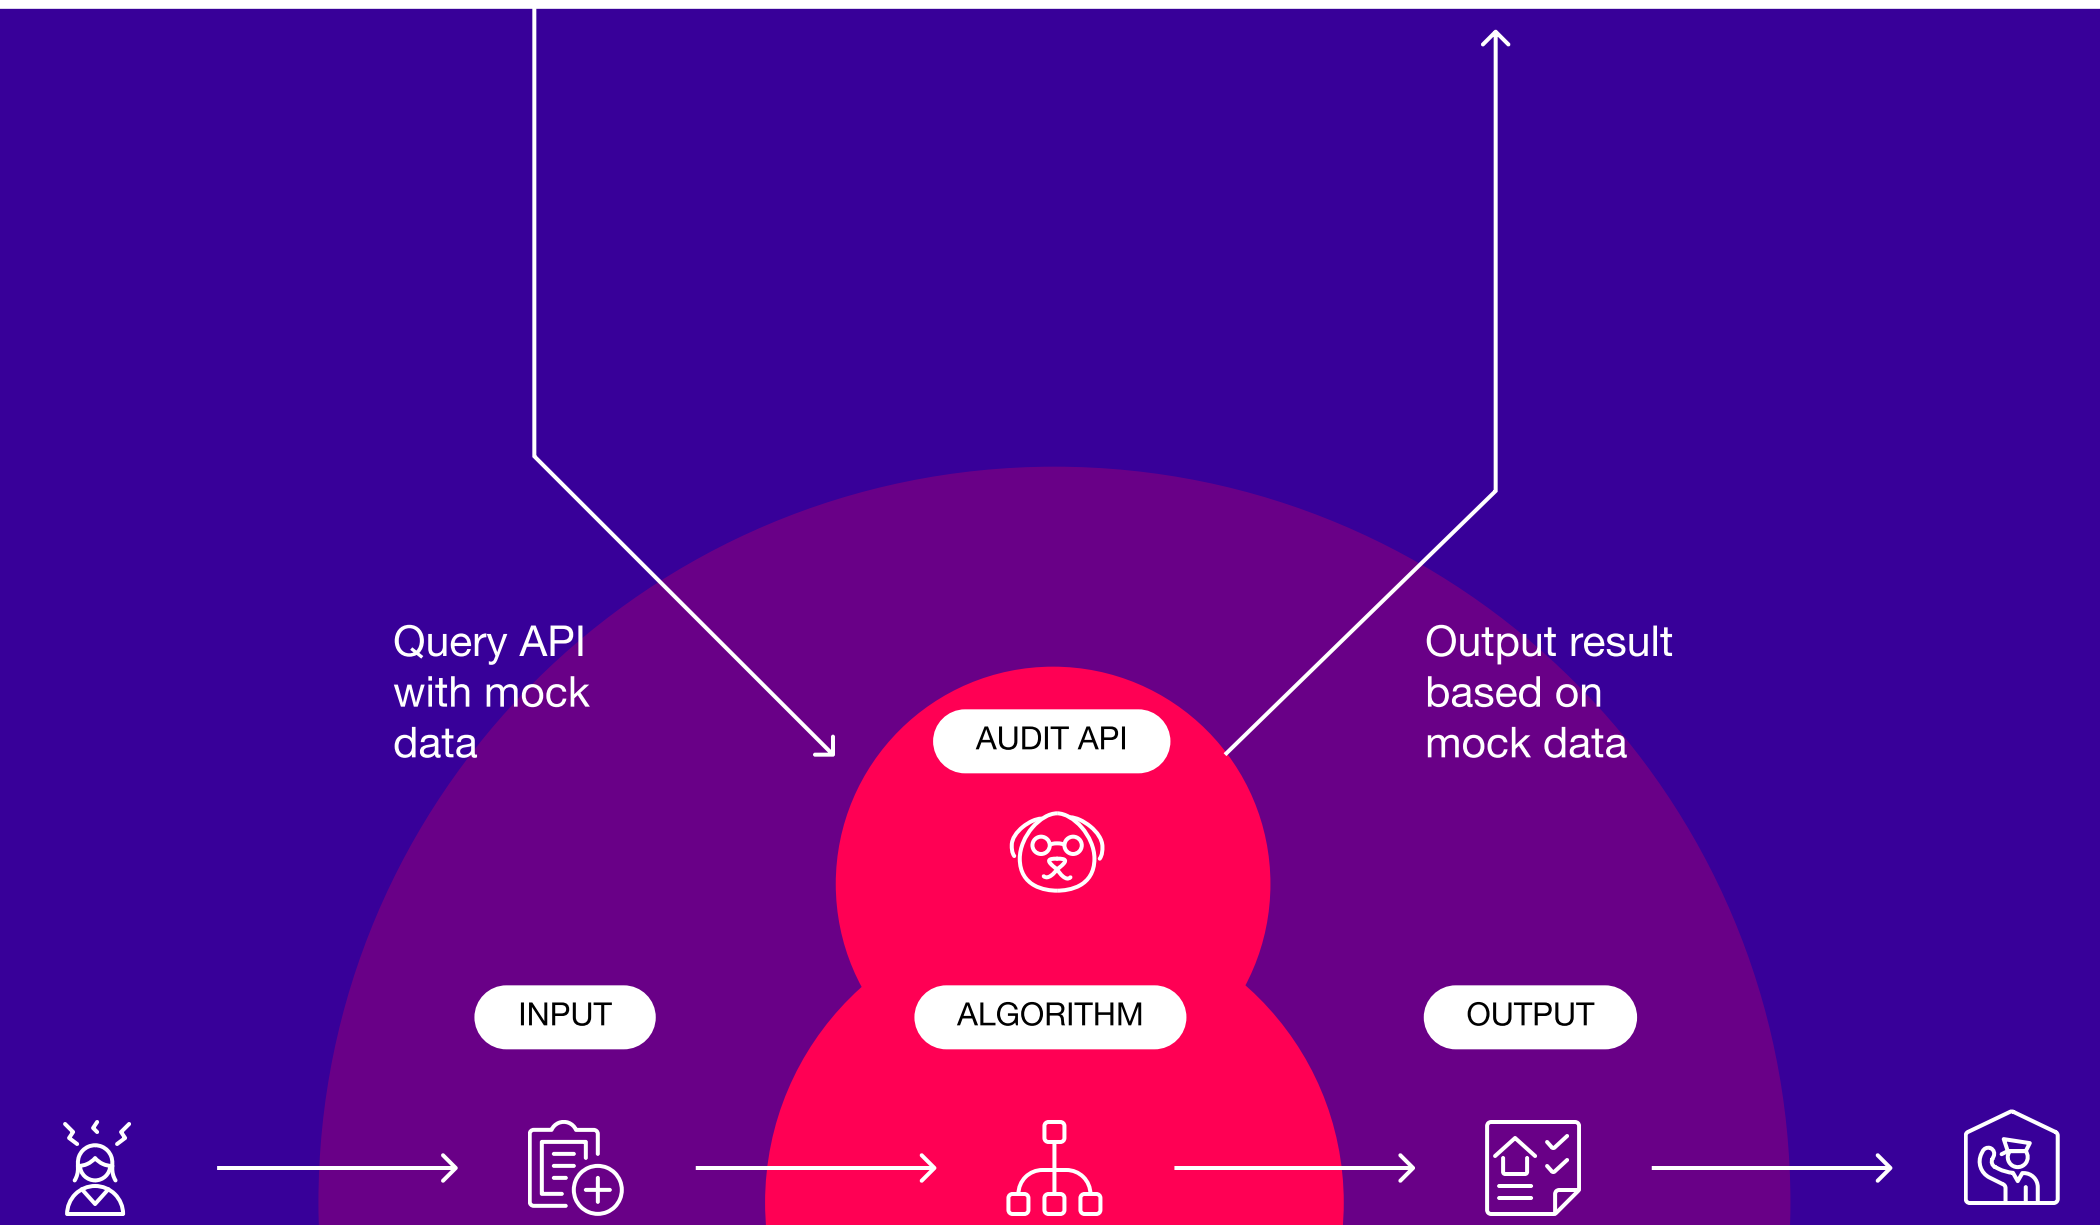 Query API
with mock
data
Output result
based on
mock data
AUDIT API
INPUT
ALGORITHM
OUTPUT